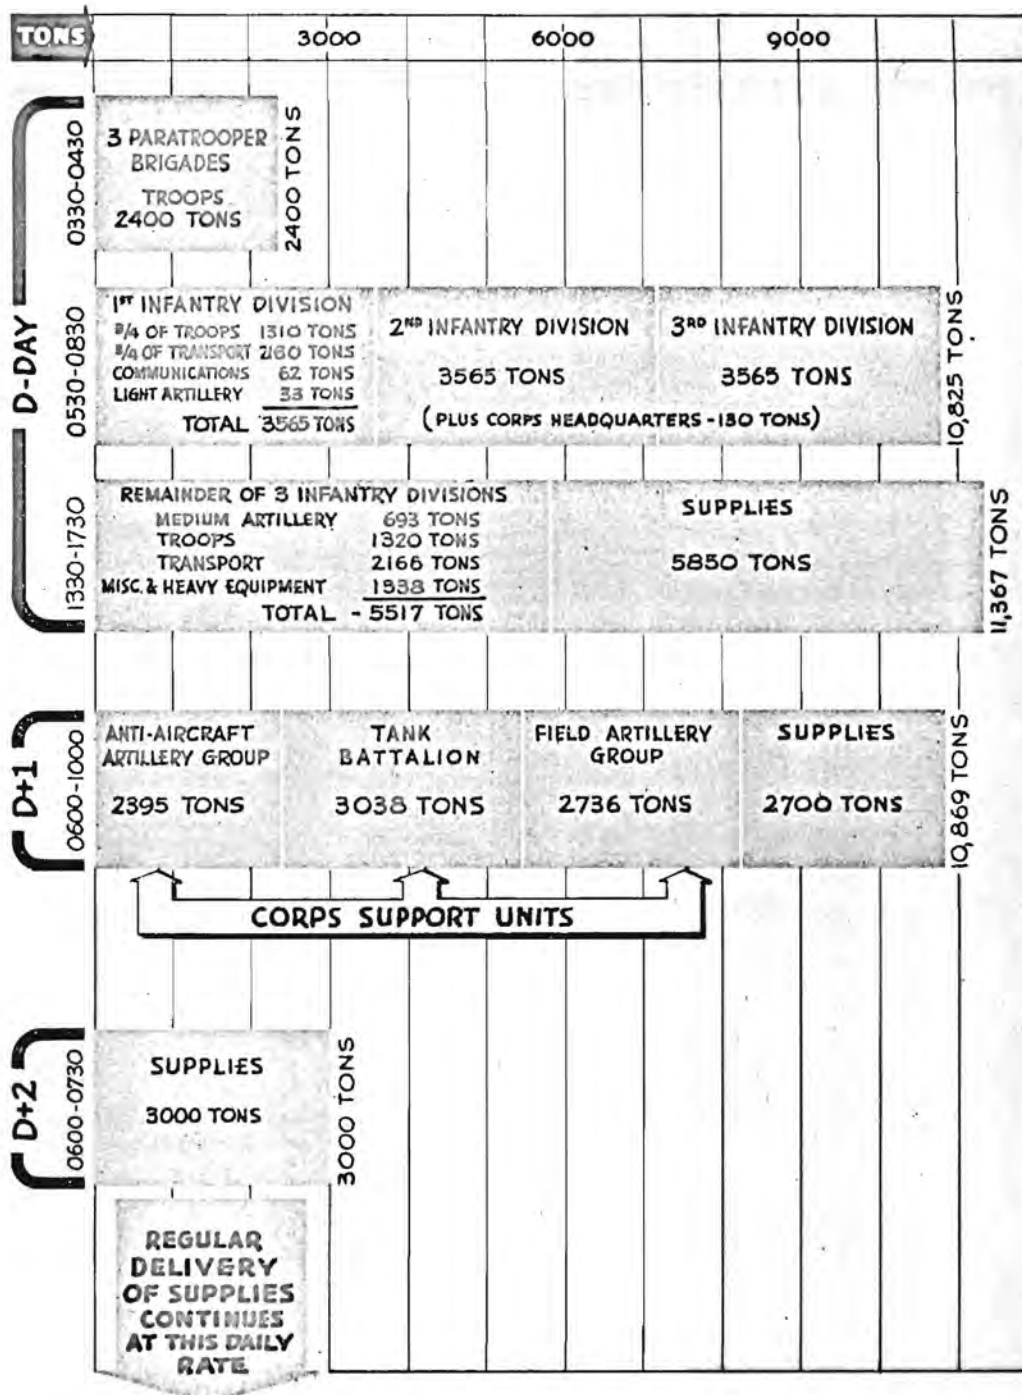 TONS 3000 6000 9000
D-DAY
0330-0430
3 PARATROOPER
BRIGADES
TROOPS
2400 TONS
2400 TONS
0530-0830
1ST INFANTRY DIVISION
3/4 OF TROOPS 1310 TONS
3/4 OF TRANSPORT 2160 TONS
COMMUNICATIONS 62 TONS
LIGHT ARTILLERY 33 TONS
TOTAL 3565 TONS
2ND INFANTRY DIVISION
3565 TONS
3RD INFANTRY DIVISION
3565 TONS
(PLUS CORPS HEADQUARTERS -130 TONS)
10,825 TONS
1330-1730
REMAINDER OF 3 INFANTRY DIVISIONS
MEDIUM ARTILLERY 693 TONS
TROOPS 1320 TONS
TRANSPORT 2166 TONS
MISC. & HEAVY EQUIPMENT 1338 TONS
TOTAL - 5517 TONS
SUPPLIES
5850 TONS
11,367 TONS
D+1
0600-1000
ANTI-AIRCRAFT
ARTILLERY GROUP
2395 TONS
TANK
BATTALION
3038 TONS
FIELD ARTILLERY
GROUP
2736 TONS
SUPPLIES
2700 TONS
10,869 TONS
CORPS SUPPORT UNITS
D+2
0600-0730
SUPPLIES
3000 TONS
3000 TONS
REGULAR
DELIVERY
OF SUPPLIES
CONTINUES
AT THIS DAILY
RATE